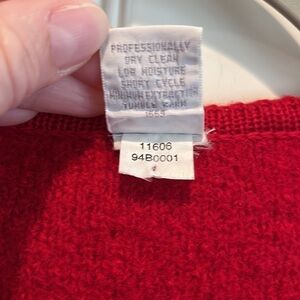 PROFESSIONALLY
DRY CLEAN
LOW MOISTURE
SHORT CYCLE
MINIMUM EXTRACTION
TUMBLE WARM
11606
94B0001